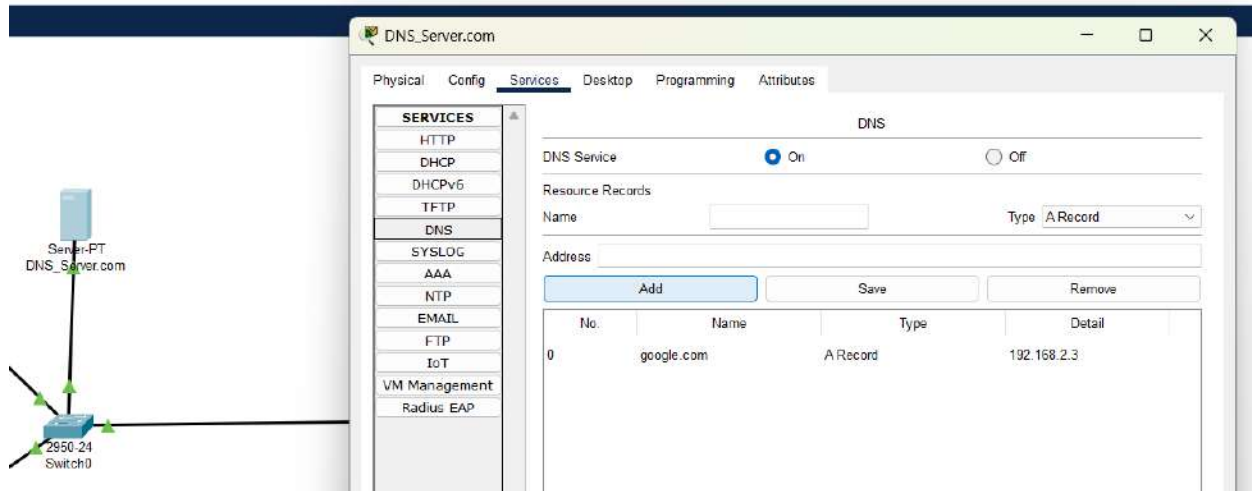 DNS_Server.com
Physical Config Services Desktop Programming Attributes
SERVICES
HTTP
DHCP
DHCPv6
TFTP
DNS
SYSLOG
AAA
NTP
EMAIL
FTP
IoT
VM Management
Radius EAP
DNS
DNS Service On Off
Resource Records
Name Type A Record
Address
Add Save Remove
No. Name Type Detail
0 google.com A Record 192.168.2.3
Server-PT
DNS_Server.com
2950-24
Switch0